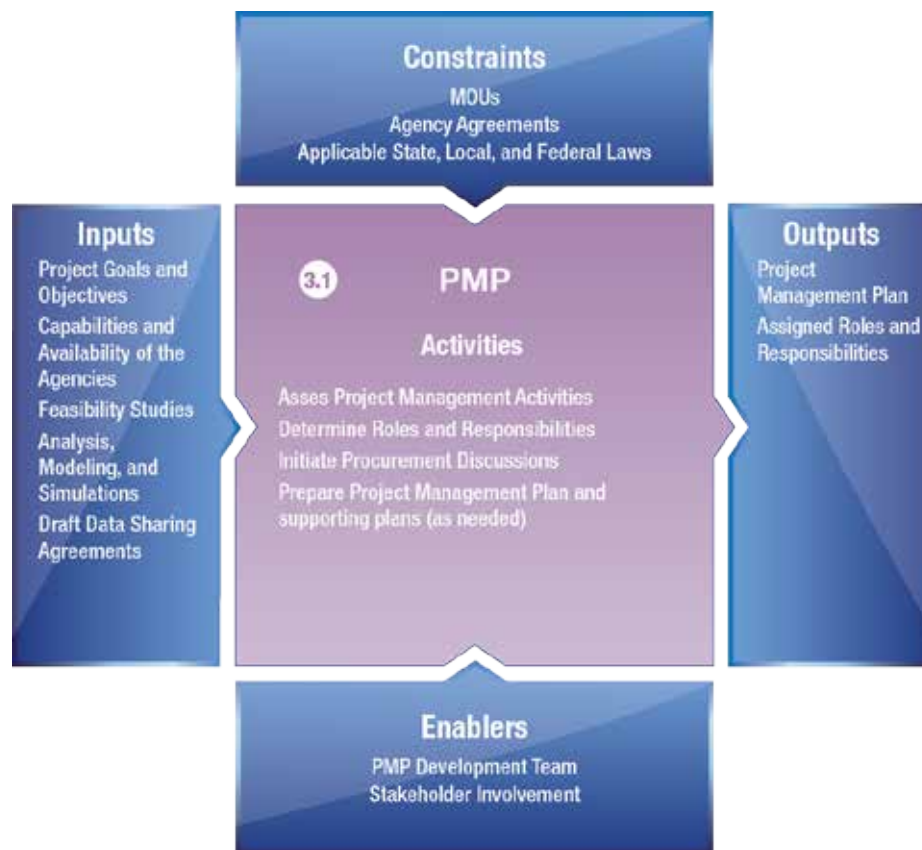 Constraints
MOUs
Agency Agreements
Applicable State, Local, and Federal Laws
Inputs
Project Goals and
Objectives
Capabilities and
Availability of the
Agencies
Feasibility Studies
Analysis,
Modeling, and
Simulations
Draft Data Sharing
Agreements
3.1 PMP
Activities
Asses Project Management Activities
Determine Roles and Responsibilities
Initiate Procurement Discussions
Prepare Project Management Plan and
supporting plans (as needed)
Outputs
Project
Management Plan
Assigned Roles and
Responsibilities
Enablers
PMP Development Team
Stakeholder Involvement